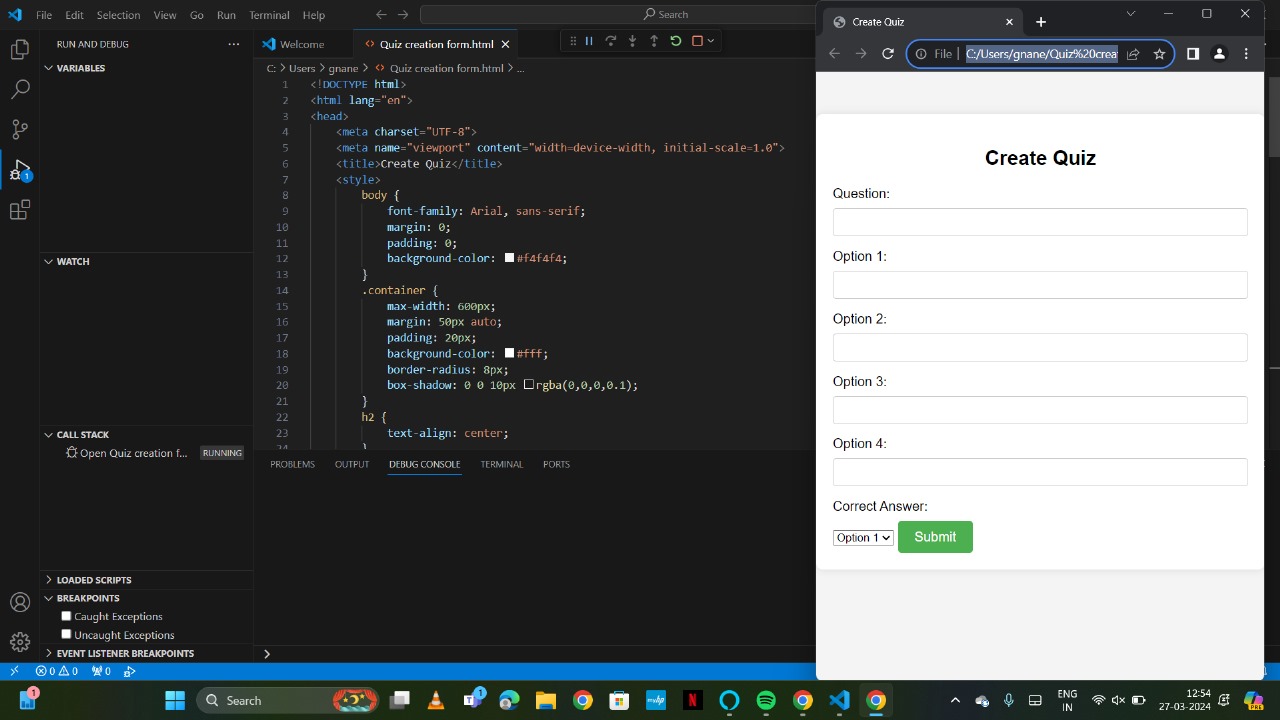 File Edit Selection View Go Run Terminal Help
Search
RUN AND DEBUG
VARIABLES
WATCH
CALL STACK
Open Quiz creation f... RUNNING
LOADED SCRIPTS
BREAKPOINTS
Caught Exceptions
Uncaught Exceptions
EVENT LISTENER BREAKPOINTS
1
Welcome
<> Quiz creation form.html
C: > Users > gnane > <> Quiz creation form.html > ...
1 <!DOCTYPE html>
2 <html lang="en">
3 <head>
4 <meta charset="UTF-8">
5 <meta name="viewport" content="width=device-width, initial-scale=1.0">
6 <title>Create Quiz</title>
7 <style>
8 body {
9 font-family: Arial, sans-serif;
10 margin: 0;
11 padding: 0;
12 background-color: #f4f4f4;
13 }
14 .container {
15 max-width: 600px;
16 margin: 50px auto;
17 padding: 20px;
18 background-color: #fff;
19 border-radius: 8px;
20 box-shadow: 0 0 10px rgba(0,0,0,0.1);
21 }
22 h2 {
23 text-align: center;
24 }
PROBLEMS OUTPUT DEBUG CONSOLE TERMINAL PORTS
0 0 0
Create Quiz
File C:/Users/gnane/Quiz%20crea
Create Quiz
Question:
Option 1:
Option 2:
Option 3:
Option 4:
Correct Answer:
Option 1 Submit
1
Search
1
myhp
N
ENG
IN
12:54
27-03-2024
PRE